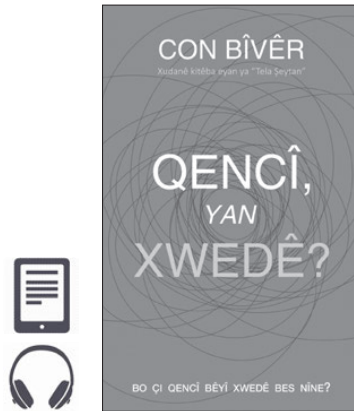 CON BÎVÊR
Xudanê kitêba eyan ya "Tela Şeytan"
QENCÎ,
YAN
XWEDÊ?
BO ÇI QENCÎ BÊYÎ XWEDÊ BES NÎNE?